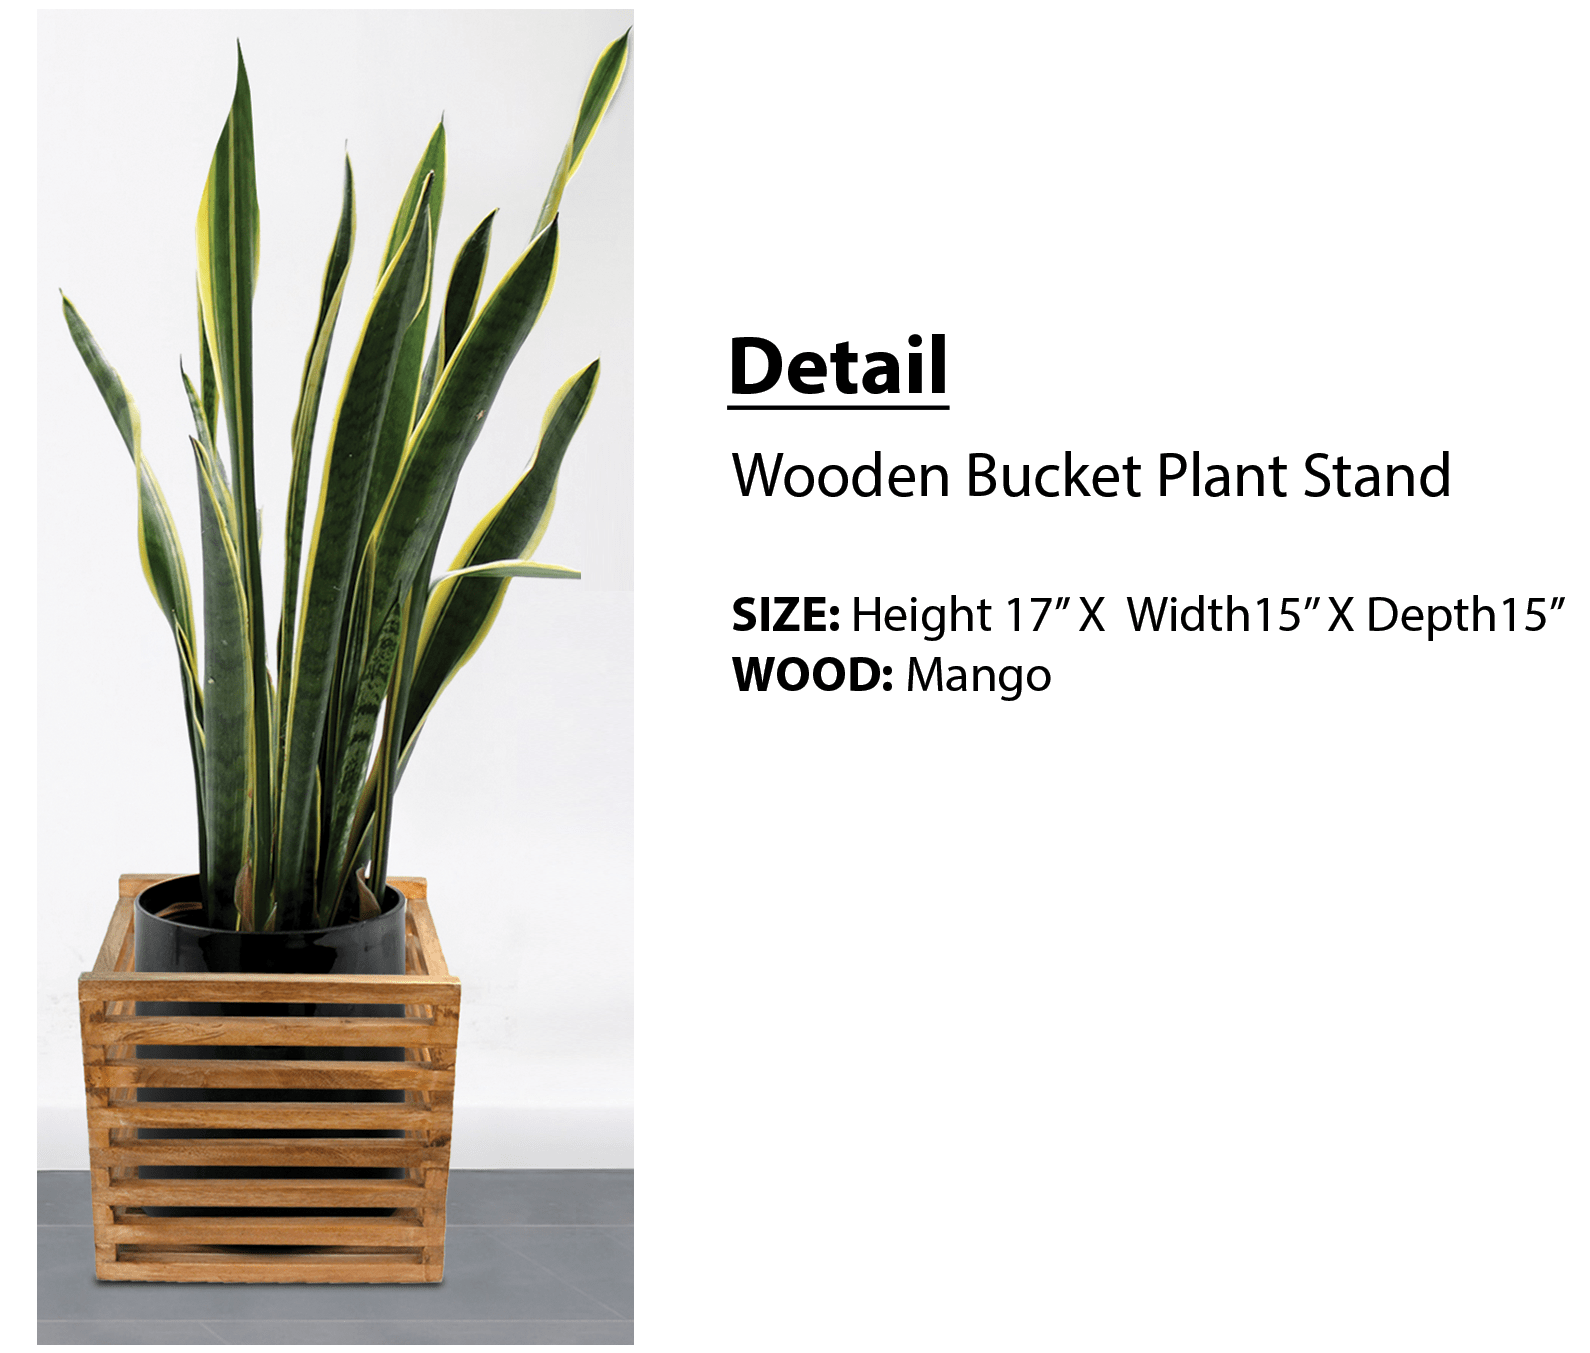 Detail
Wooden Bucket Plant Stand
SIZE: Height 17” X  Width15” X Depth15”
WOOD: Mango